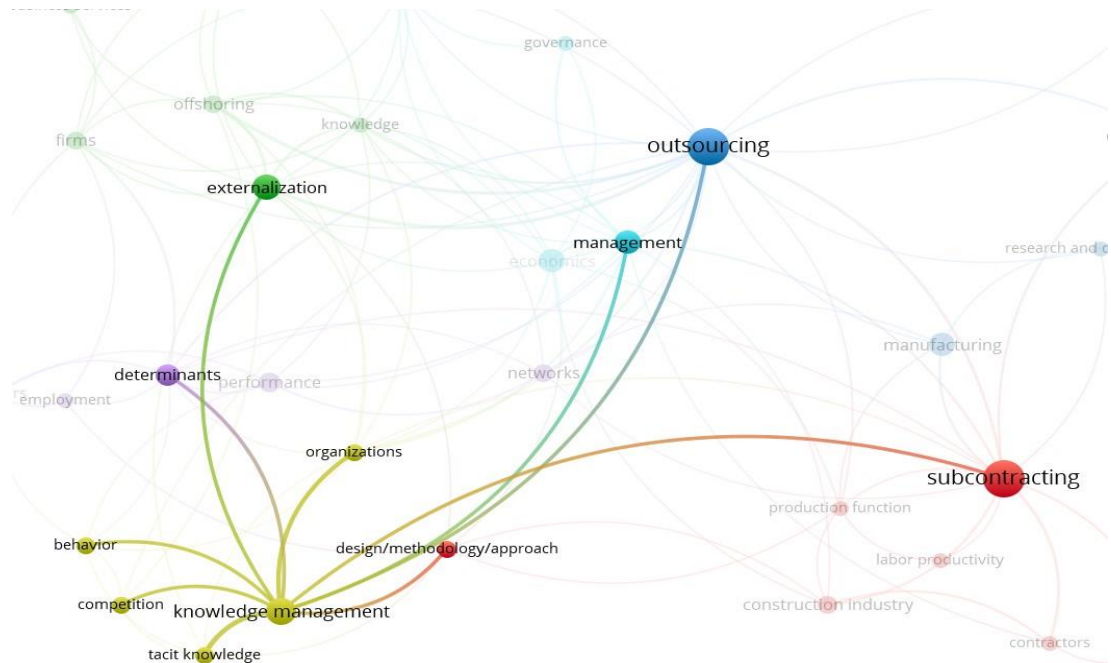 governance
offshoring
knowledge
firms
outsourcing
externalization
management
economics
research and
manufacturing
determinants
performance
networks
employment
organizations
subcontracting
production function
behavior
design/methodology/approach
labor productivity
competition
knowledge management
construction industry
contractors
tacit knowledge